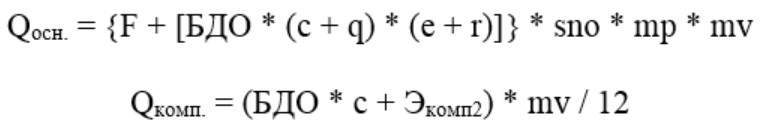 Qосн. = {F + [БДО * (c + q) * (e + r)]} * sno * mp * mv
Qкомп. = (БДО * c + Экомп2) * mv / 12